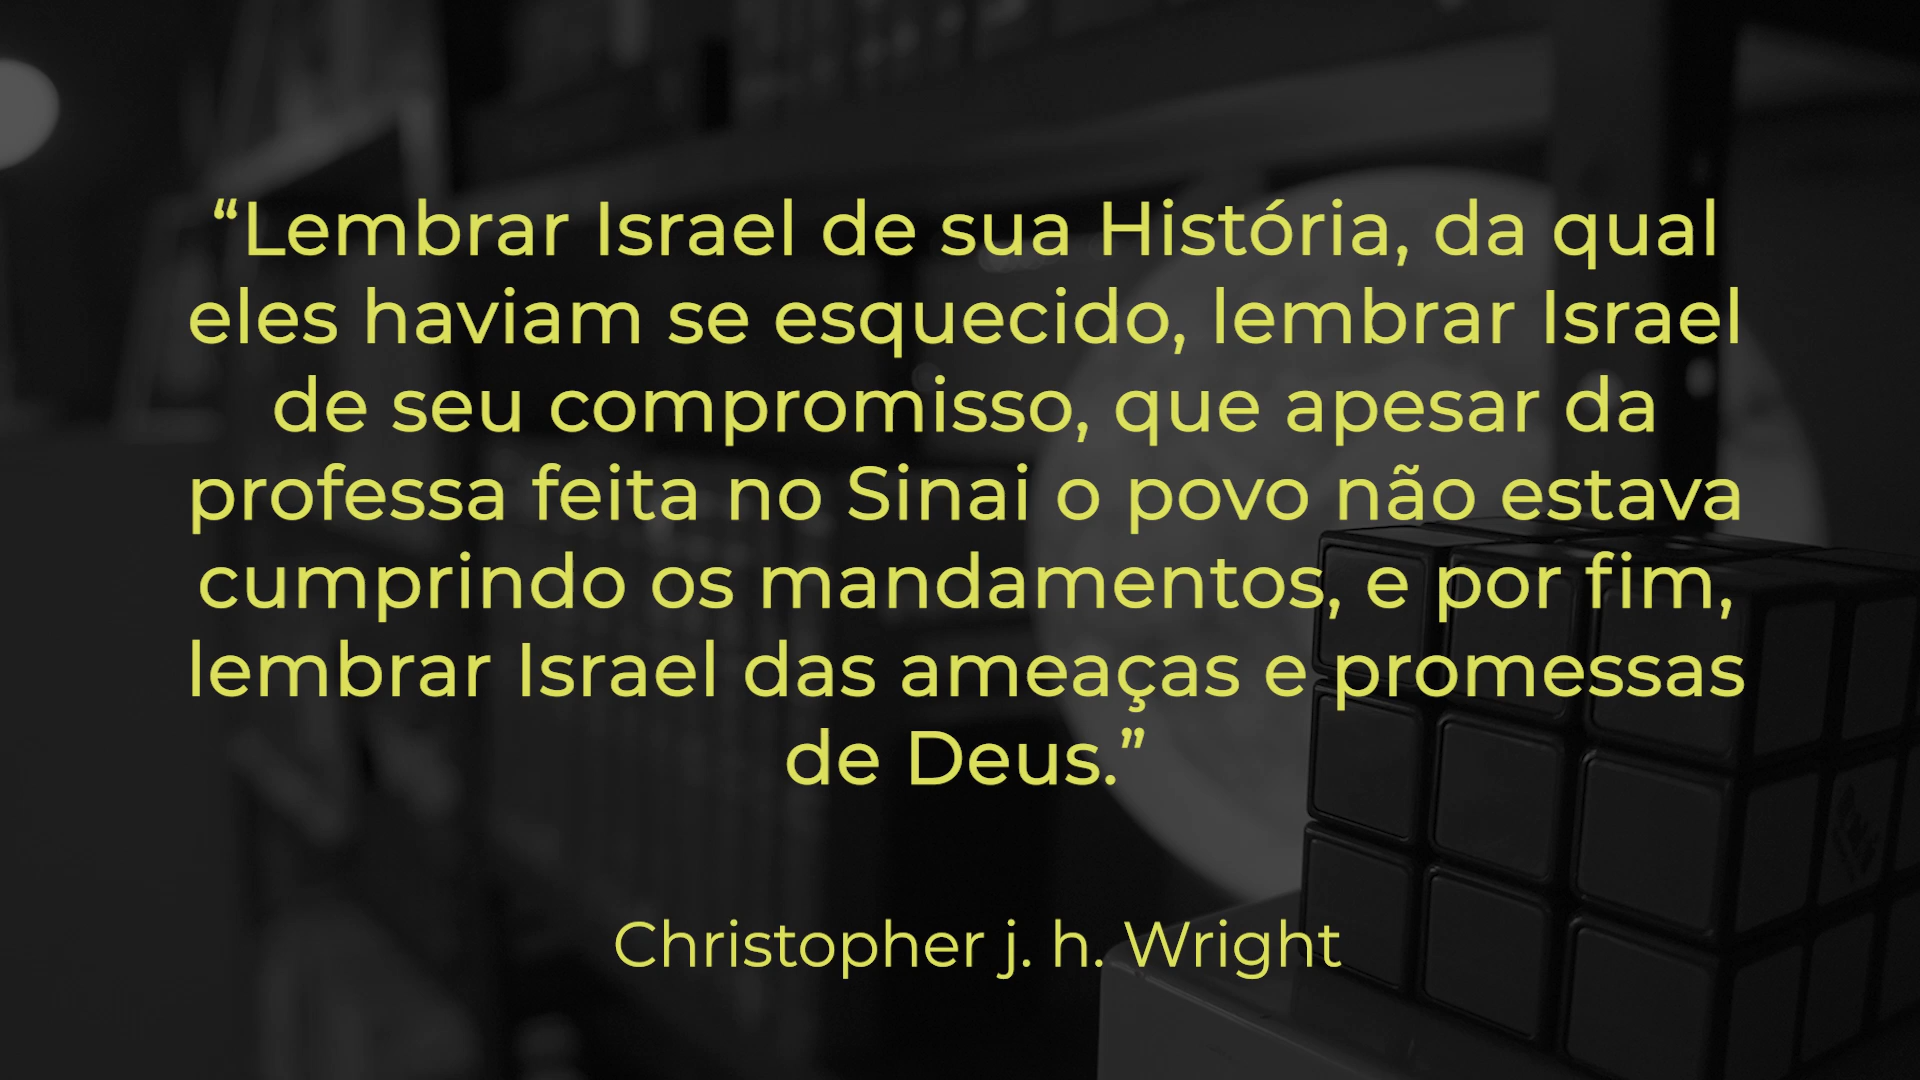 “Lembrar Israel de sua História, da qual
eles haviam se esquecido, lembrar Israel
de seu compromisso, que apesar da
professa feita no Sinai o povo não estava
cumprindo os mandamentos, e por fim,
lembrar Israel das ameaças e promessas
de Deus.”
Christopher j. h. Wright